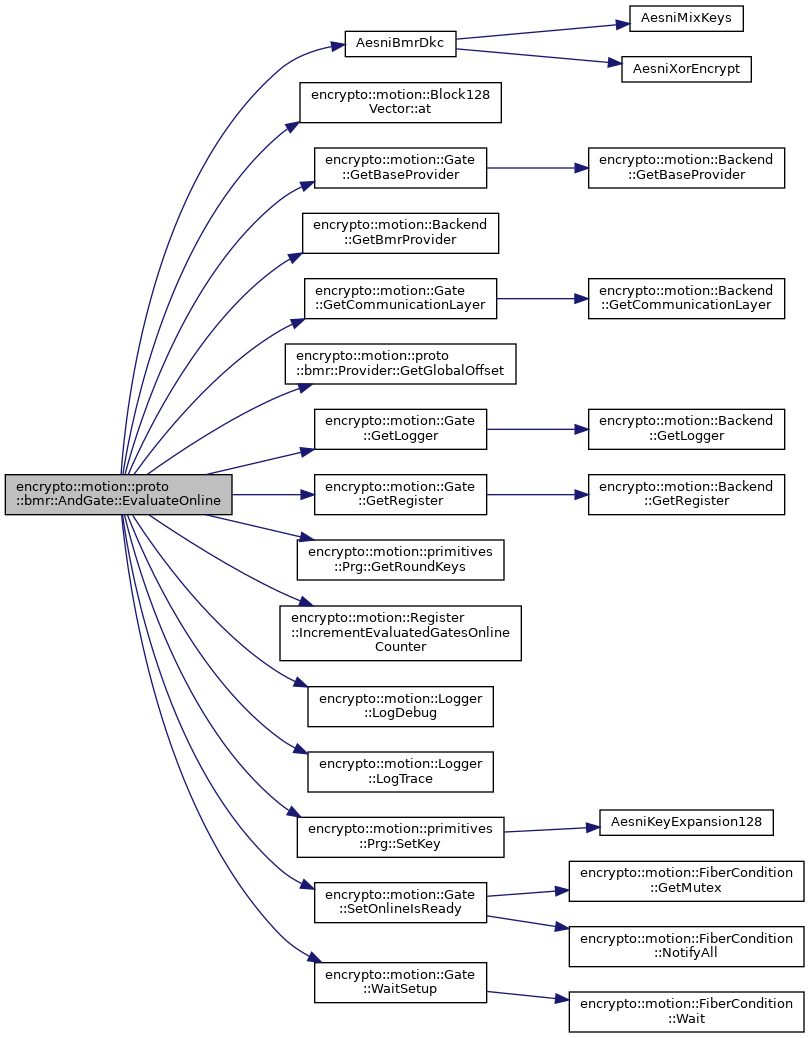 AesniMixKeys
AesniBmrDkc
AesniXorEncrypt
encrypto::motion::Block128
Vector::at
encrypto::motion::Gate
::GetBaseProvider
encrypto::motion::Backend
::GetBaseProvider
encrypto::motion::Backend
::GetBmrProvider
encrypto::motion::Gate
::GetCommunicationLayer
encrypto::motion::Backend
::GetCommunicationLayer
encrypto::motion::proto
::bmr::Provider::GetGlobalOffset
encrypto::motion::Gate
::GetLogger
encrypto::motion::Backend
::GetLogger
encrypto::motion::proto
::bmr::AndGate::EvaluateOnline
encrypto::motion::Gate
::GetRegister
encrypto::motion::Backend
::GetRegister
encrypto::motion::primitives
::Prg::GetRoundKeys
encrypto::motion::Register
::IncrementEvaluatedGatesOnline
Counter
encrypto::motion::Logger
::LogDebug
encrypto::motion::Logger
::LogTrace
encrypto::motion::primitives
::Prg::SetKey
AesniKeyExpansion128
encrypto::motion::Gate
::SetOnlineIsReady
encrypto::motion::FiberCondition
::GetMutex
encrypto::motion::FiberCondition
::NotifyAll
encrypto::motion::Gate
::WaitSetup
encrypto::motion::FiberCondition
::Wait